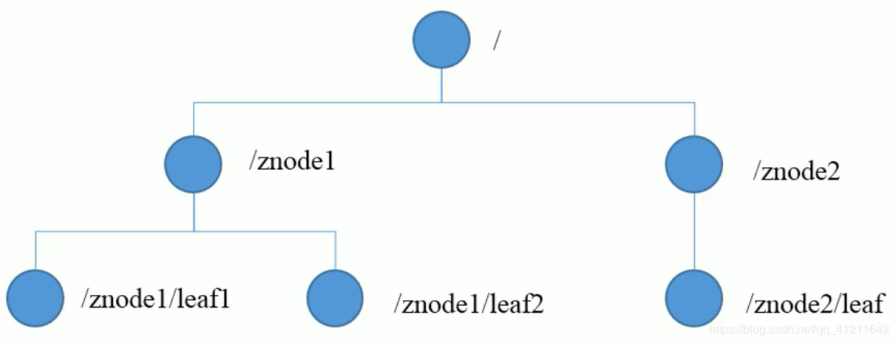 /
/znode1
/znode2
/znode1/leaf1
/znode1/leaf2
/znode2/leaf
https://blog.csdn.net/qq_41211642